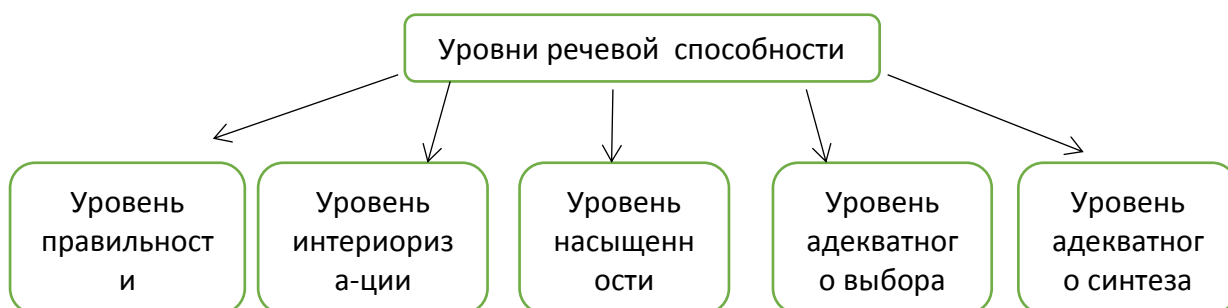 Уровни речевой способности
Уровень
правильност
и
Уровень
интериориз
а-ции
Уровень
насыщенн
ости
Уровень
адекватног
о выбора
Уровень
адекватног
о синтеза